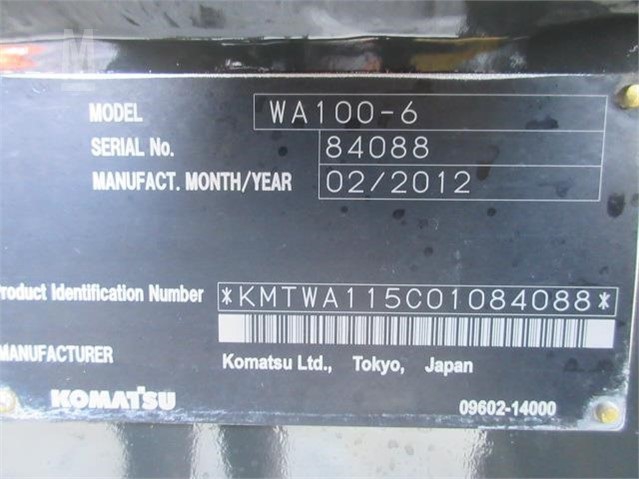 MODEL WA100-6
SERIAL No. 84088
MANUFACT. MONTH/YEAR 02/2012
Product Identification Number *KMTWA115C01084088*
MANUFACTURER Komatsu Ltd., Tokyo, Japan
KOMATSU 09602-14000